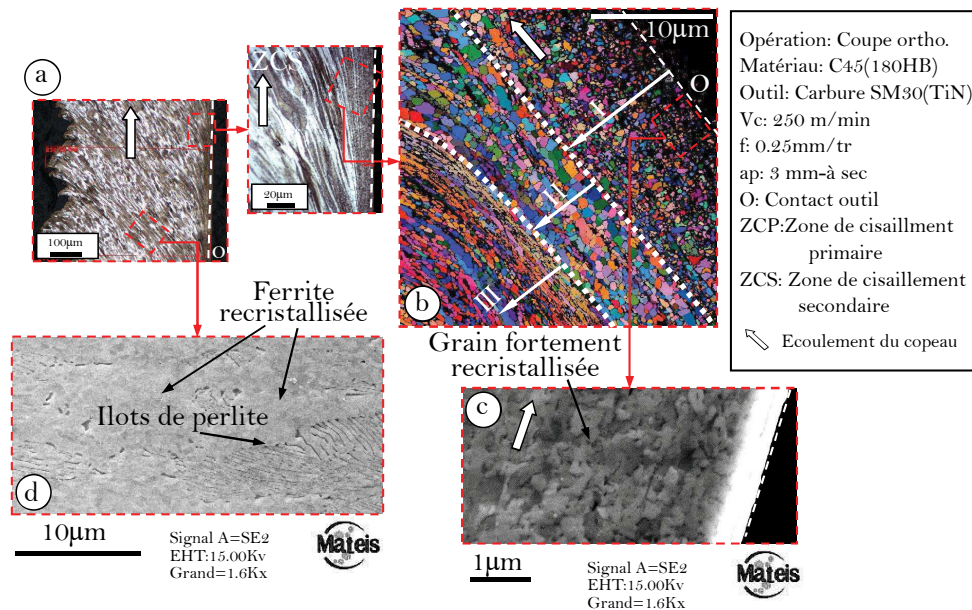 a
ZCS
100µm
O
20µm
10µm
O
I
II
III
b
Opération: Coupe ortho.
Matériau: C45(180HB)
Outil: Carbure SM30(TiN)
Vc: 250 m/min
f: 0.25mm/tr
ap: 3 mm-à sec
O: Contact outil
ZCP:Zone de cisaillment
primaire
ZCS: Zone de cisaillement
secondaire
Ecoulement du copeau
Ferrite
recristallisée
Ilots de perlite
d
10µm
Signal A=SE2
EHT:15.00Kv
Grand=1.6Kx
Mateis
Grain fortement
recristallisée
c
1µm
Signal A=SE2
EHT:15.00Kv
Grand=1.6Kx
Mateis